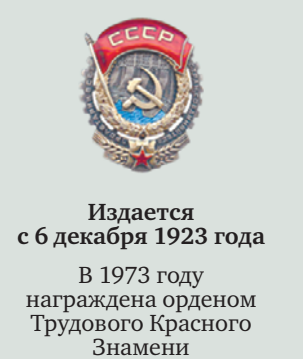 СССР
Издается
с 6 декабря 1923 года
В 1973 году
награждена орденом
Трудового Красного
Знамени